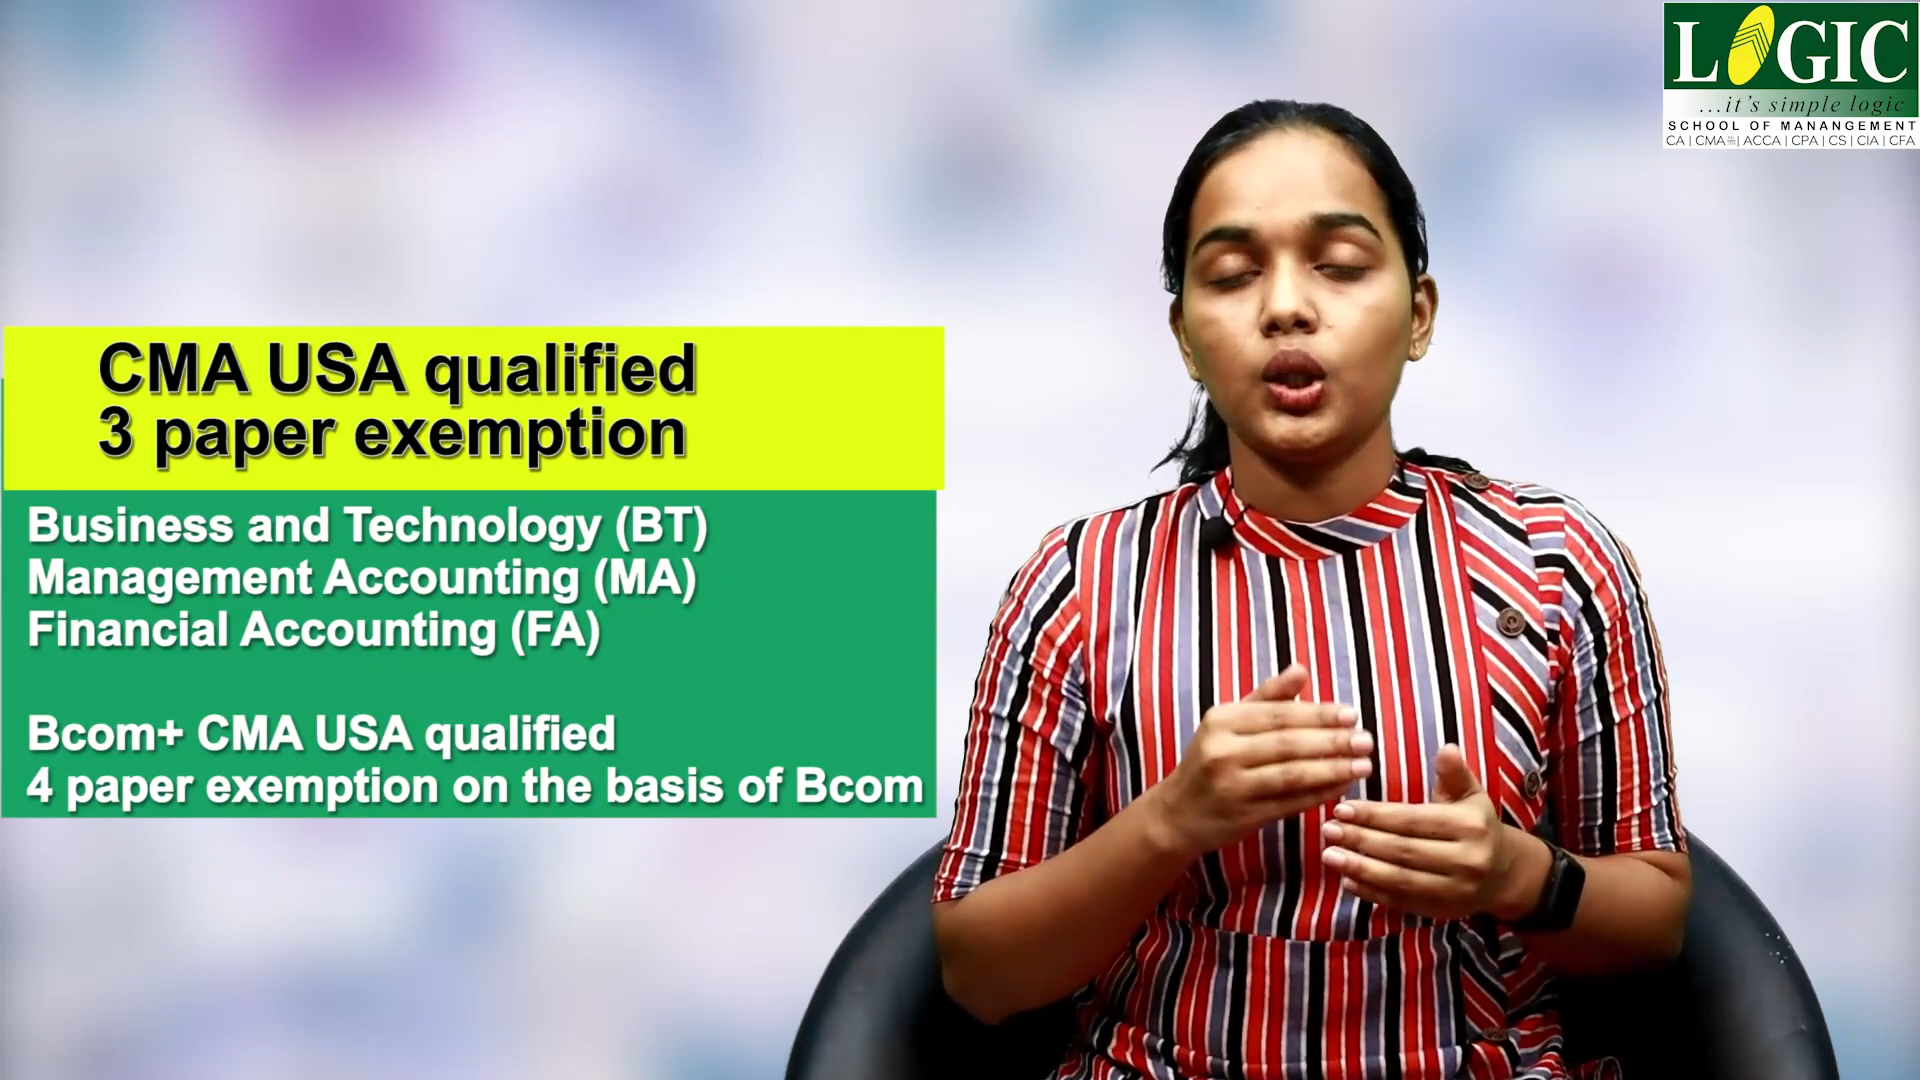 CMA USA qualified
3 paper exemption
Business and Technology (BT)
Management Accounting (MA)
Financial Accounting (FA)
Bcom+ CMA USA qualified
4 paper exemption on the basis of Bcom
LOGIC
...it's simple logic
SCHOOL OF MANANGEMENT
CA | CMA | ACCA | CPA | CS | CIA | CFA